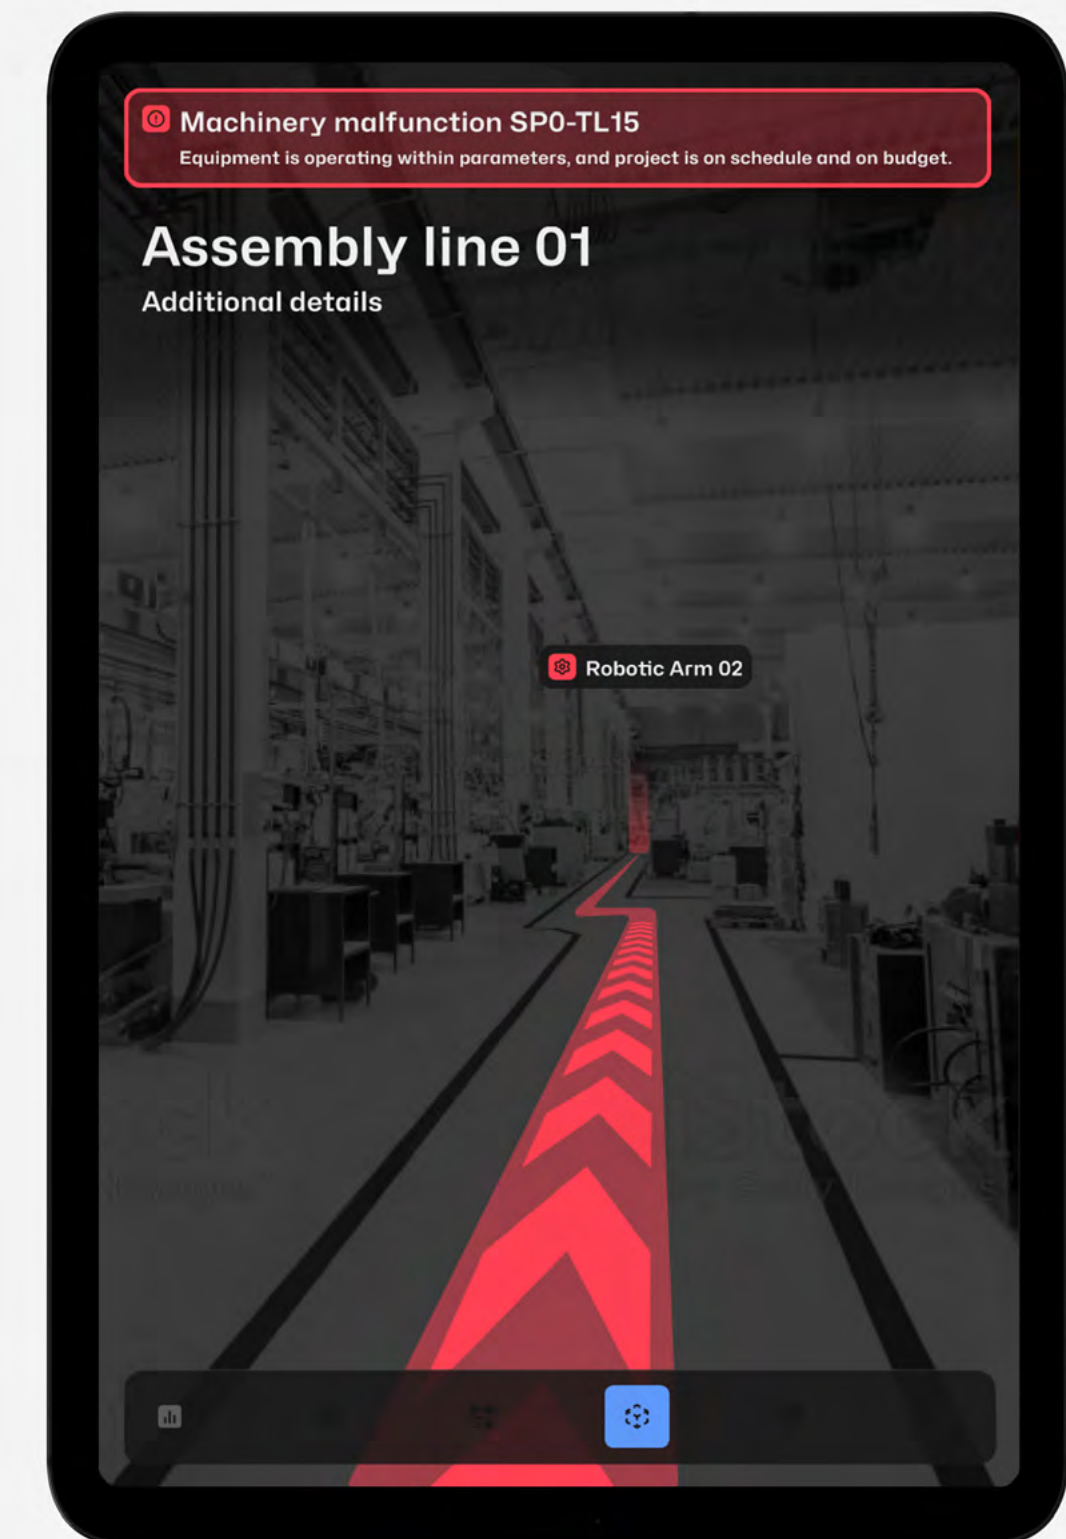 Machinery malfunction SP0-TL15
Equipment is operating within parameters, and project is on schedule and on budget.
Assembly line 01
Additional details
Robotic Arm 02